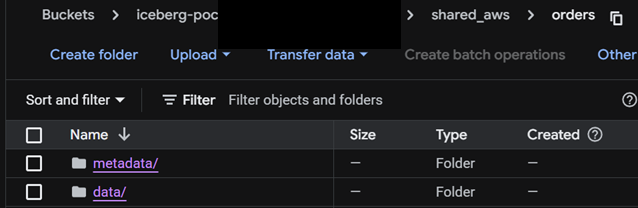 Buckets > iceberg-poc > shared_aws > orders
Create folder Upload Transfer data Create batch operations Other
Sort and filter Filter Filter objects and folders
Name Size Type Created
metadata/ — Folder —
data/ — Folder —